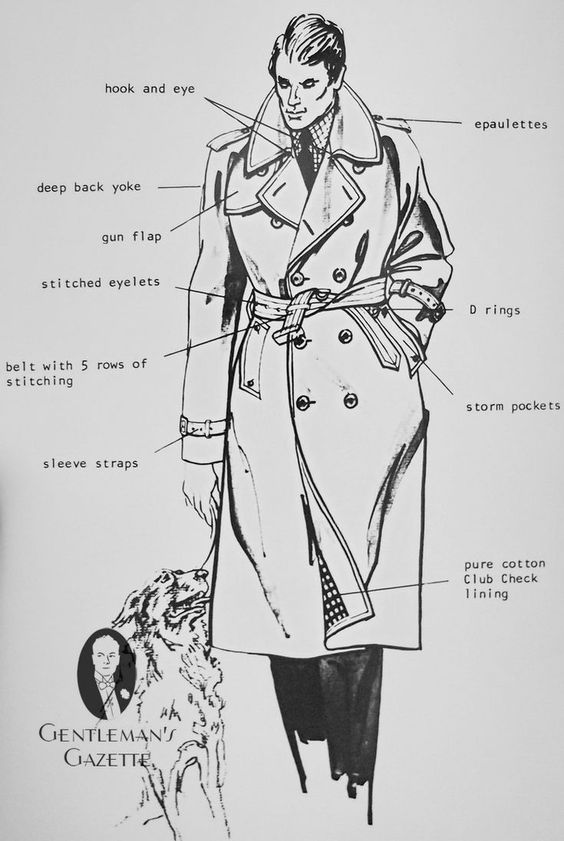 hook and eye
epaulettes
deep back yoke
gun flap
stitched eyelets
D rings
belt with 5 rows of
stitching
storm pockets
sleeve straps
pure cotton
Club Check
lining
GENTLEMAN'S
GAZETTE